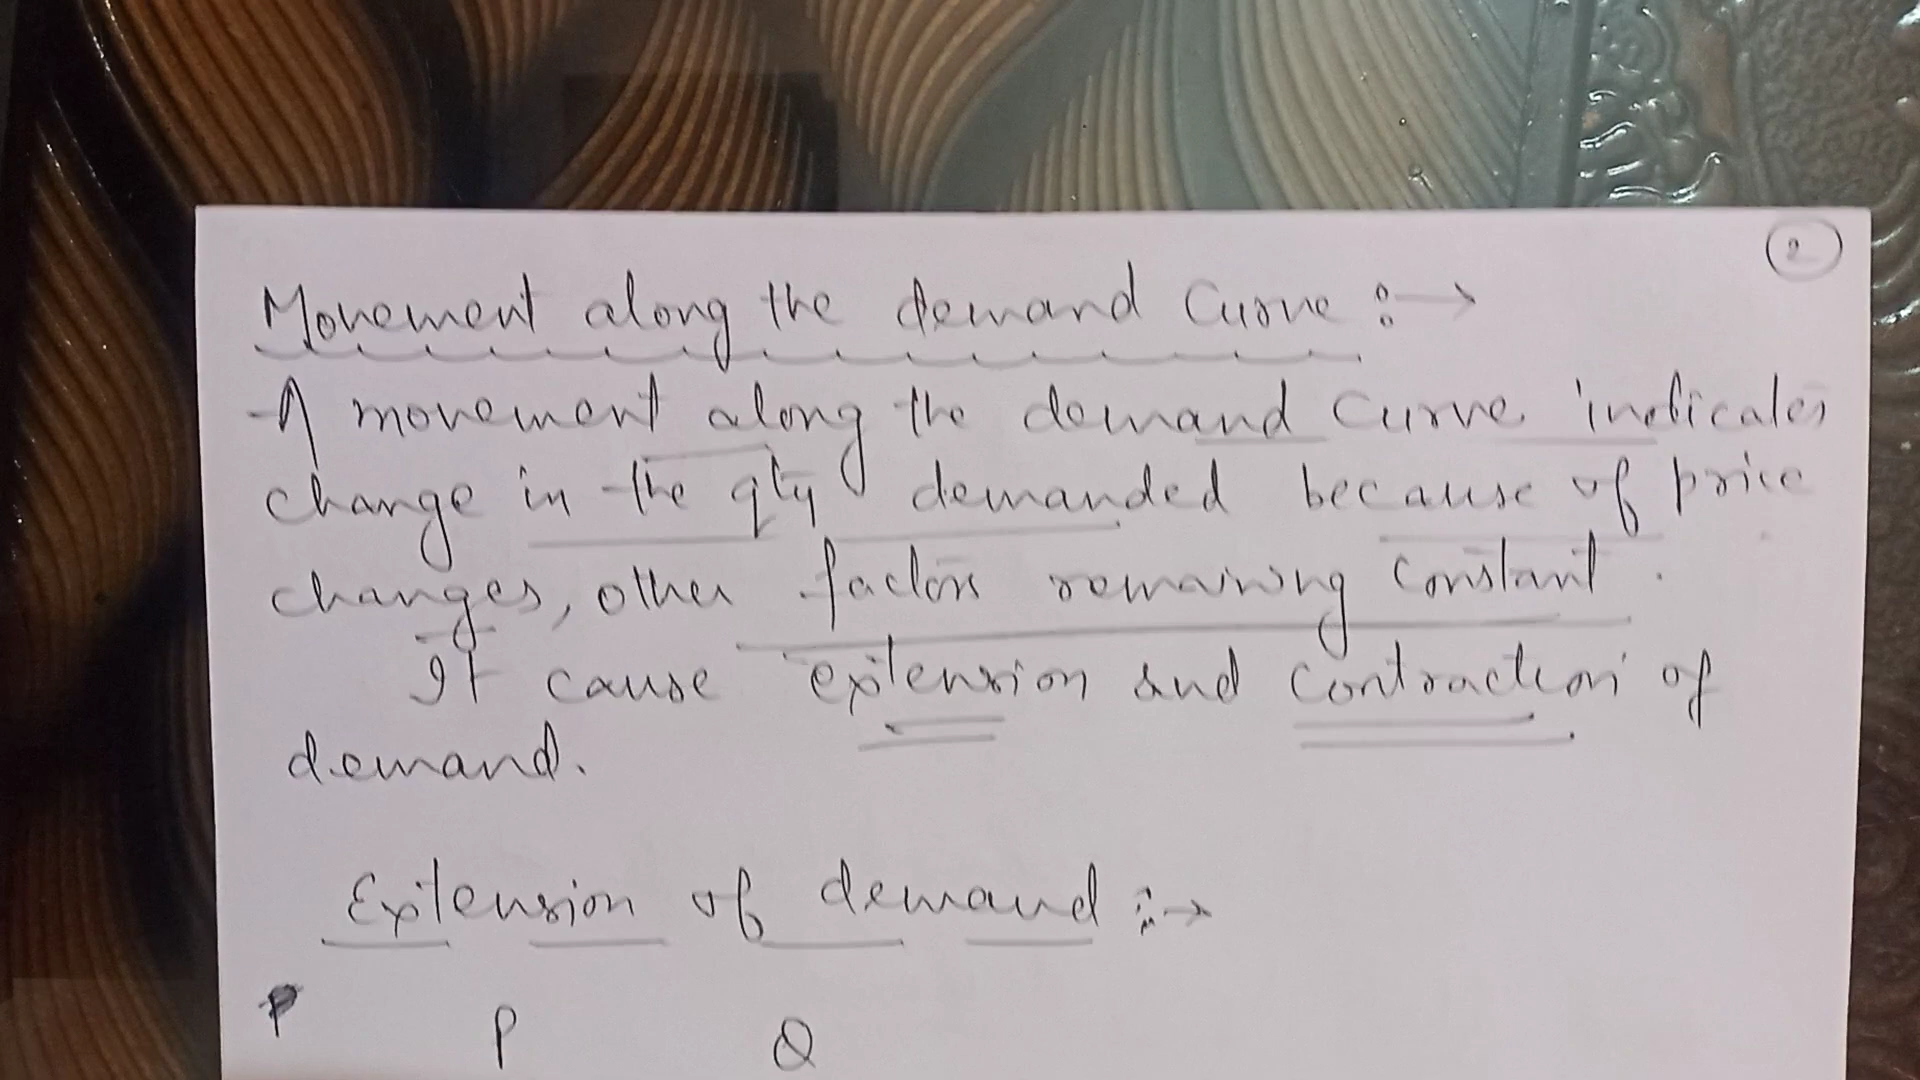 2
Movement along the demand Curve :→
A movement along the demand curve indicates
change in the qty demanded because of price
changes, other factors remaining constant.
It cause extension and contraction of
demand.
Extension of demand :→
P
P Q